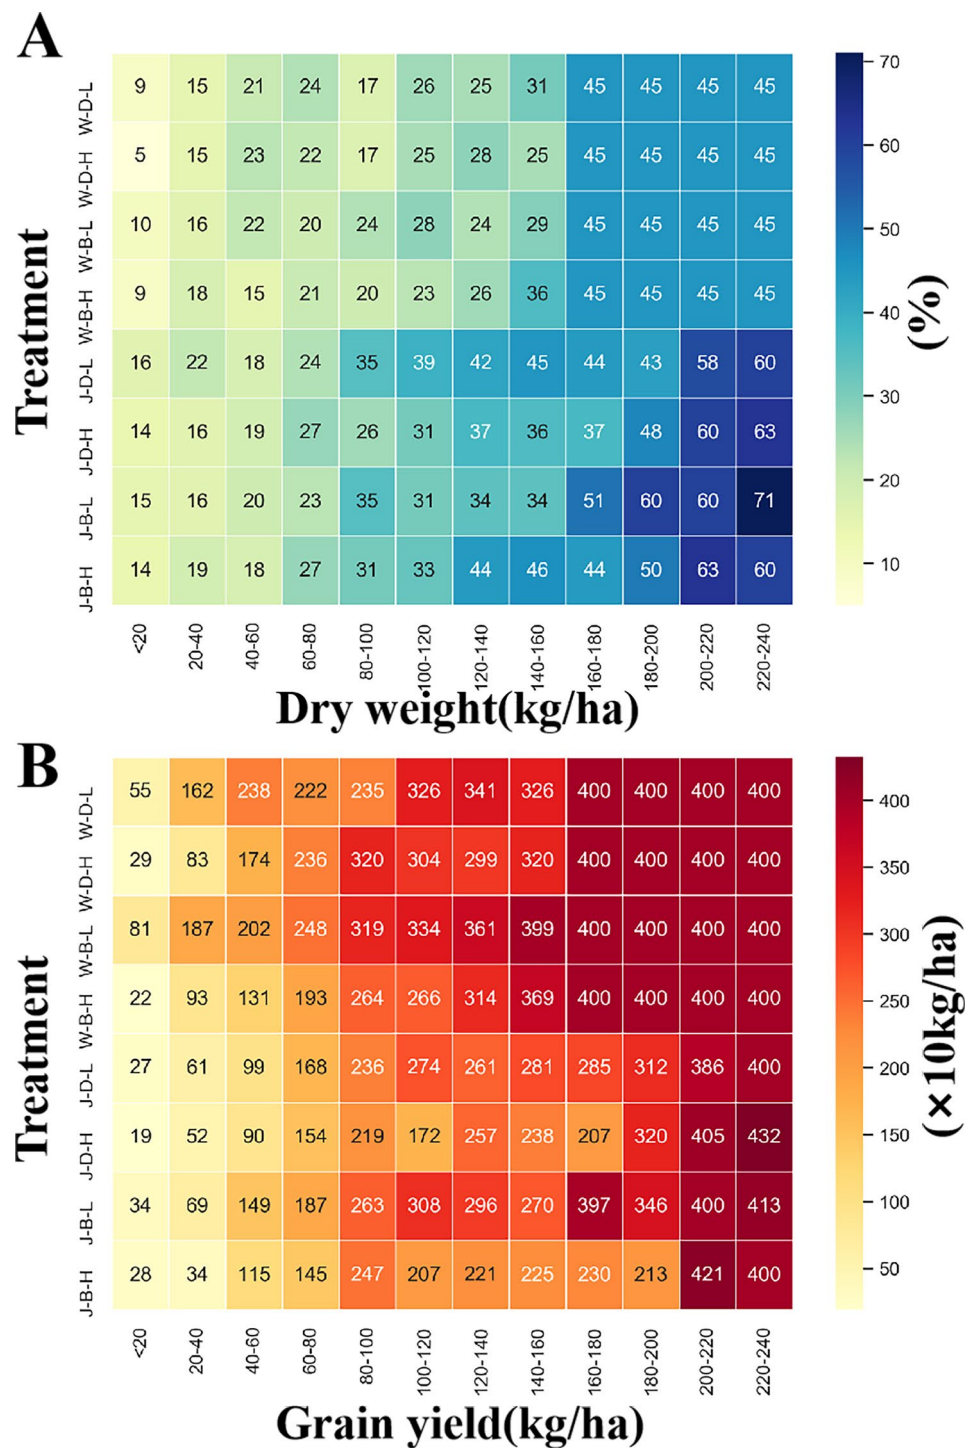 A
W-D-L 9 15 21 24 17 26 25 31 45 45 45 45
W-D-H 5 15 23 22 17 25 28 25 45 45 45 45
W-B-L 10 16 22 20 24 28 24 29 45 45 45 45
W-B-H 9 18 15 21 20 23 26 36 45 45 45 45
J-D-L 16 22 18 24 35 39 42 45 44 43 58 60
J-D-H 14 16 19 27 26 31 37 36 37 48 60 63
J-B-L 15 16 20 23 35 31 34 34 51 60 60 71
J-B-H 14 19 18 27 31 33 44 46 44 50 63 60
Treatment
<20 20-40 40-60 60-80 80-100 100-120 120-140 140-160 160-180 180-200 200-220 220-240
Dry weight(kg/ha)
70
60
50
40
30
20
10
(%)
B
W-D-L 55 162 238 222 235 326 341 326 400 400 400 400
W-D-H 29 83 174 236 320 304 299 320 400 400 400 400
W-B-L 81 187 202 248 319 334 361 399 400 400 400 400
W-B-H 22 93 131 193 264 266 314 369 400 400 400 400
J-D-L 27 61 99 168 236 274 261 281 285 312 386 400
J-D-H 19 52 90 154 219 172 257 238 207 320 405 432
J-B-L 34 69 149 187 263 308 296 270 397 346 400 413
J-B-H 28 34 115 145 247 207 221 225 230 213 421 400
Treatment
<20 20-40 40-60 60-80 80-100 100-120 120-140 140-160 160-180 180-200 200-220 220-240
Grain yield(kg/ha)
400
350
300
250
200
150
100
50
(×10kg/ha)